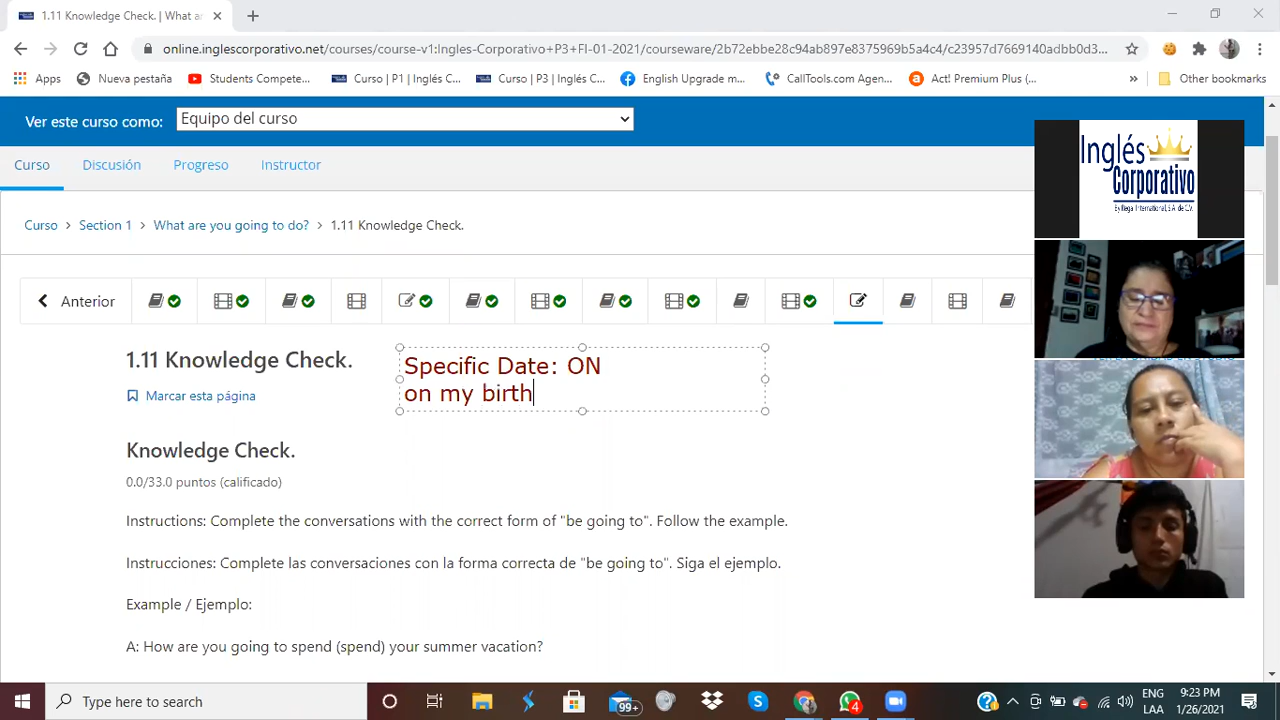 1.11 Knowledge Check. | What a
online.inglescorporativo.net/courses/course-v1:Ingles-Corporativo+P3+FI-01-2021/courseware/2b72ebbe28c94ab897e8375969b5a4c4/c23957d7669140adbb0d3...
Apps
Nueva pestaña
Students Compete...
Curso | P1 | Inglés C...
Curso | P3 | Inglés C...
English Upgrade m...
CallTools.com Agen...
Act! Premium Plus (...
»
Other bookmarks
Ver este curso como:
Equipo del curso
Curso
Discusión
Progreso
Instructor
Inglés
Corporativo
Curso > Section 1 > What are you going to do? > 1.11 Knowledge Check.
Anterior
1.11 Knowledge Check.
Specific Date: ON
on my birth
Marcar esta página
Knowledge Check.
0.0/33.0 puntos (calificado)
Instructions: Complete the conversations with the correct form of "be going to". Follow the example.
Instrucciones: Complete las conversaciones con la forma correcta de "be going to". Siga el ejemplo.
Example / Ejemplo:
A: How are you going to spend (spend) your summer vacation?
Type here to search
99+
4
ENG
LAA
9:23 PM
1/26/2021